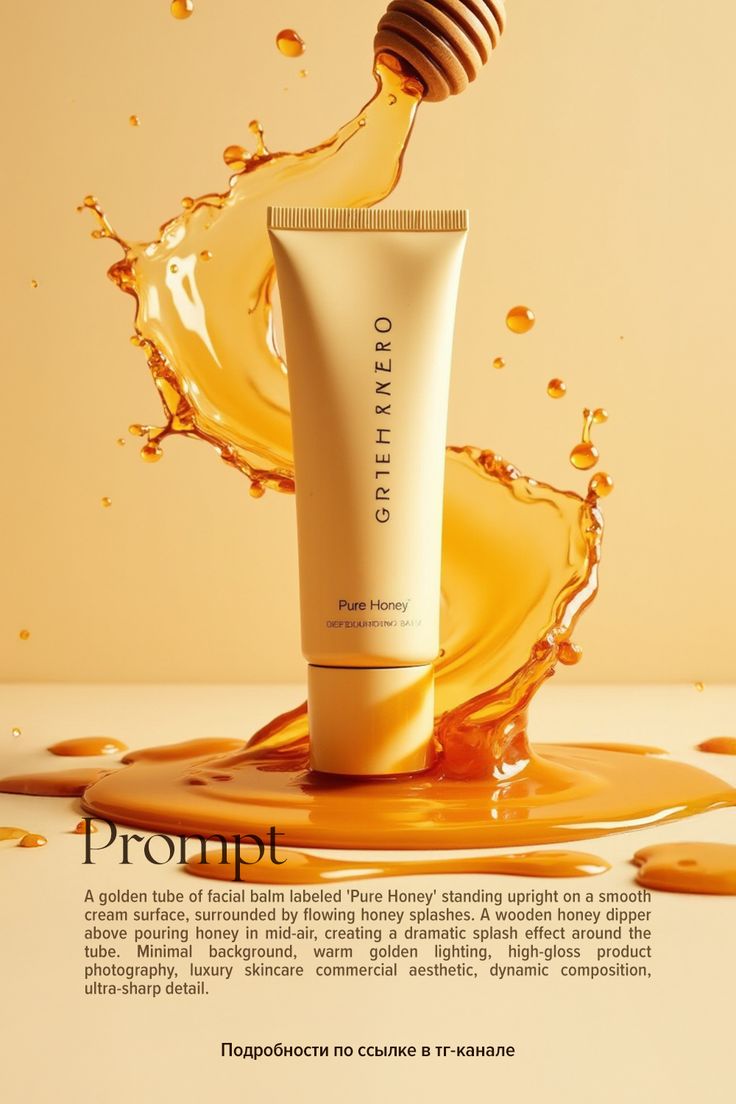 GRTEHRNERO
Pure Honey
Prompt
A golden tube of facial balm labeled 'Pure Honey' standing upright on a smooth
cream surface, surrounded by flowing honey splashes. A wooden honey dipper
above pouring honey in mid-air, creating a dramatic splash effect around the
tube. Minimal background, warm golden lighting, high-gloss product
photography, luxury skincare commercial aesthetic, dynamic composition,
ultra-sharp detail.
Подробности по ссылке в тг-канале